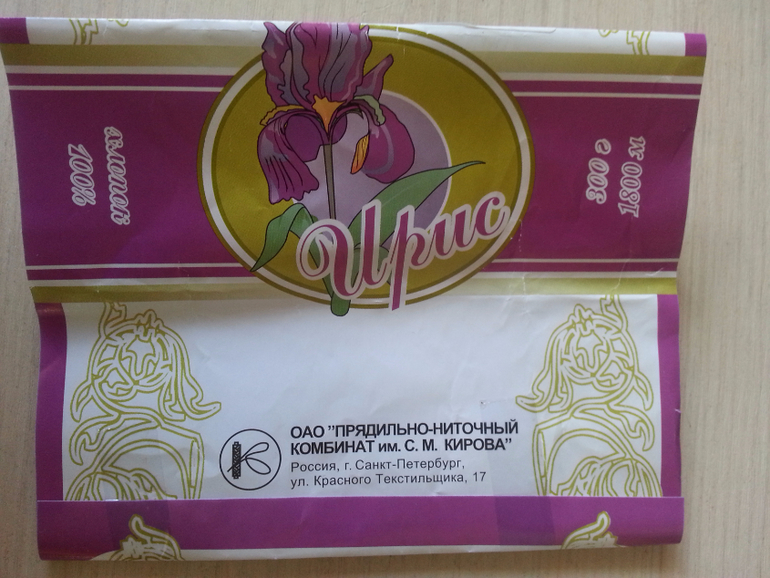 хлопок
100%
Ирис
300 г
1800 м
ОАО "ПРЯДИЛЬНО-НИТОЧНЫЙ
КОМБИНАТ им. С. М. КИРОВА"
Россия, г. Санкт-Петербург,
ул. Красного Текстильщика, 17